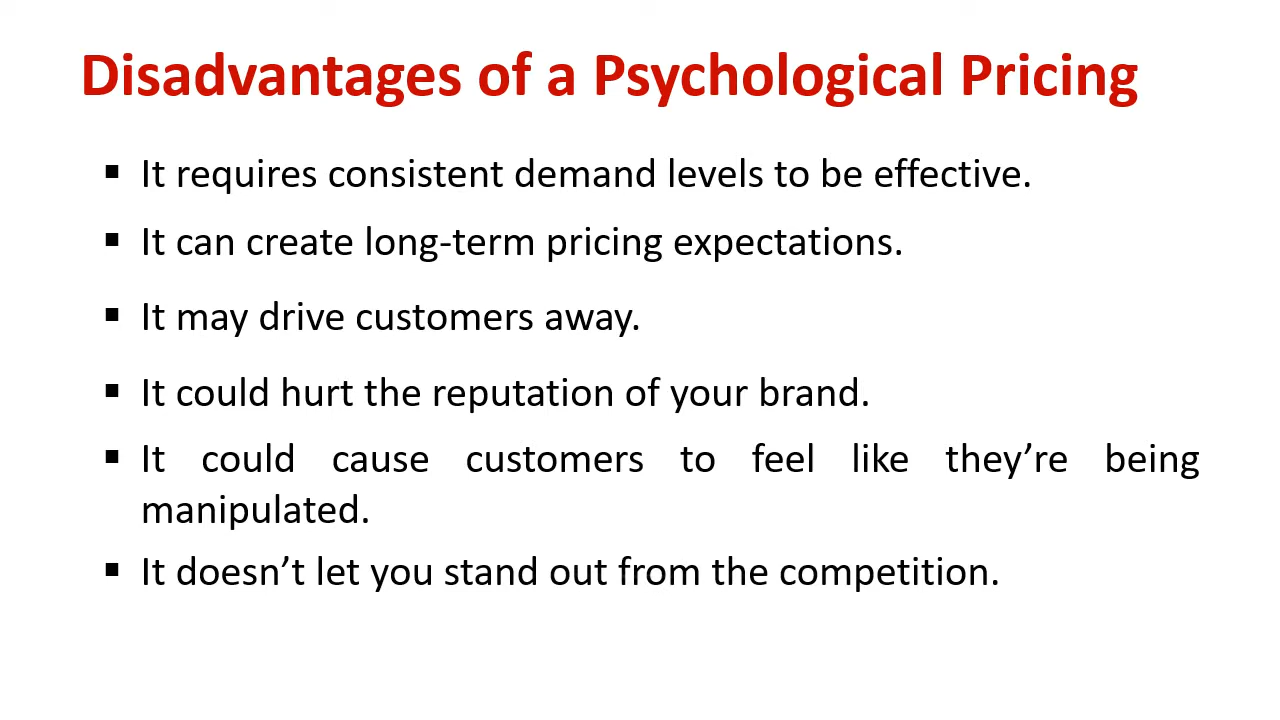 Disadvantages of a Psychological Pricing
▪ It requires consistent demand levels to be effective.
▪ It can create long-term pricing expectations.
▪ It may drive customers away.
▪ It could hurt the reputation of your brand.
▪ It could cause customers to feel like they’re being
manipulated.
▪ It doesn’t let you stand out from the competition.